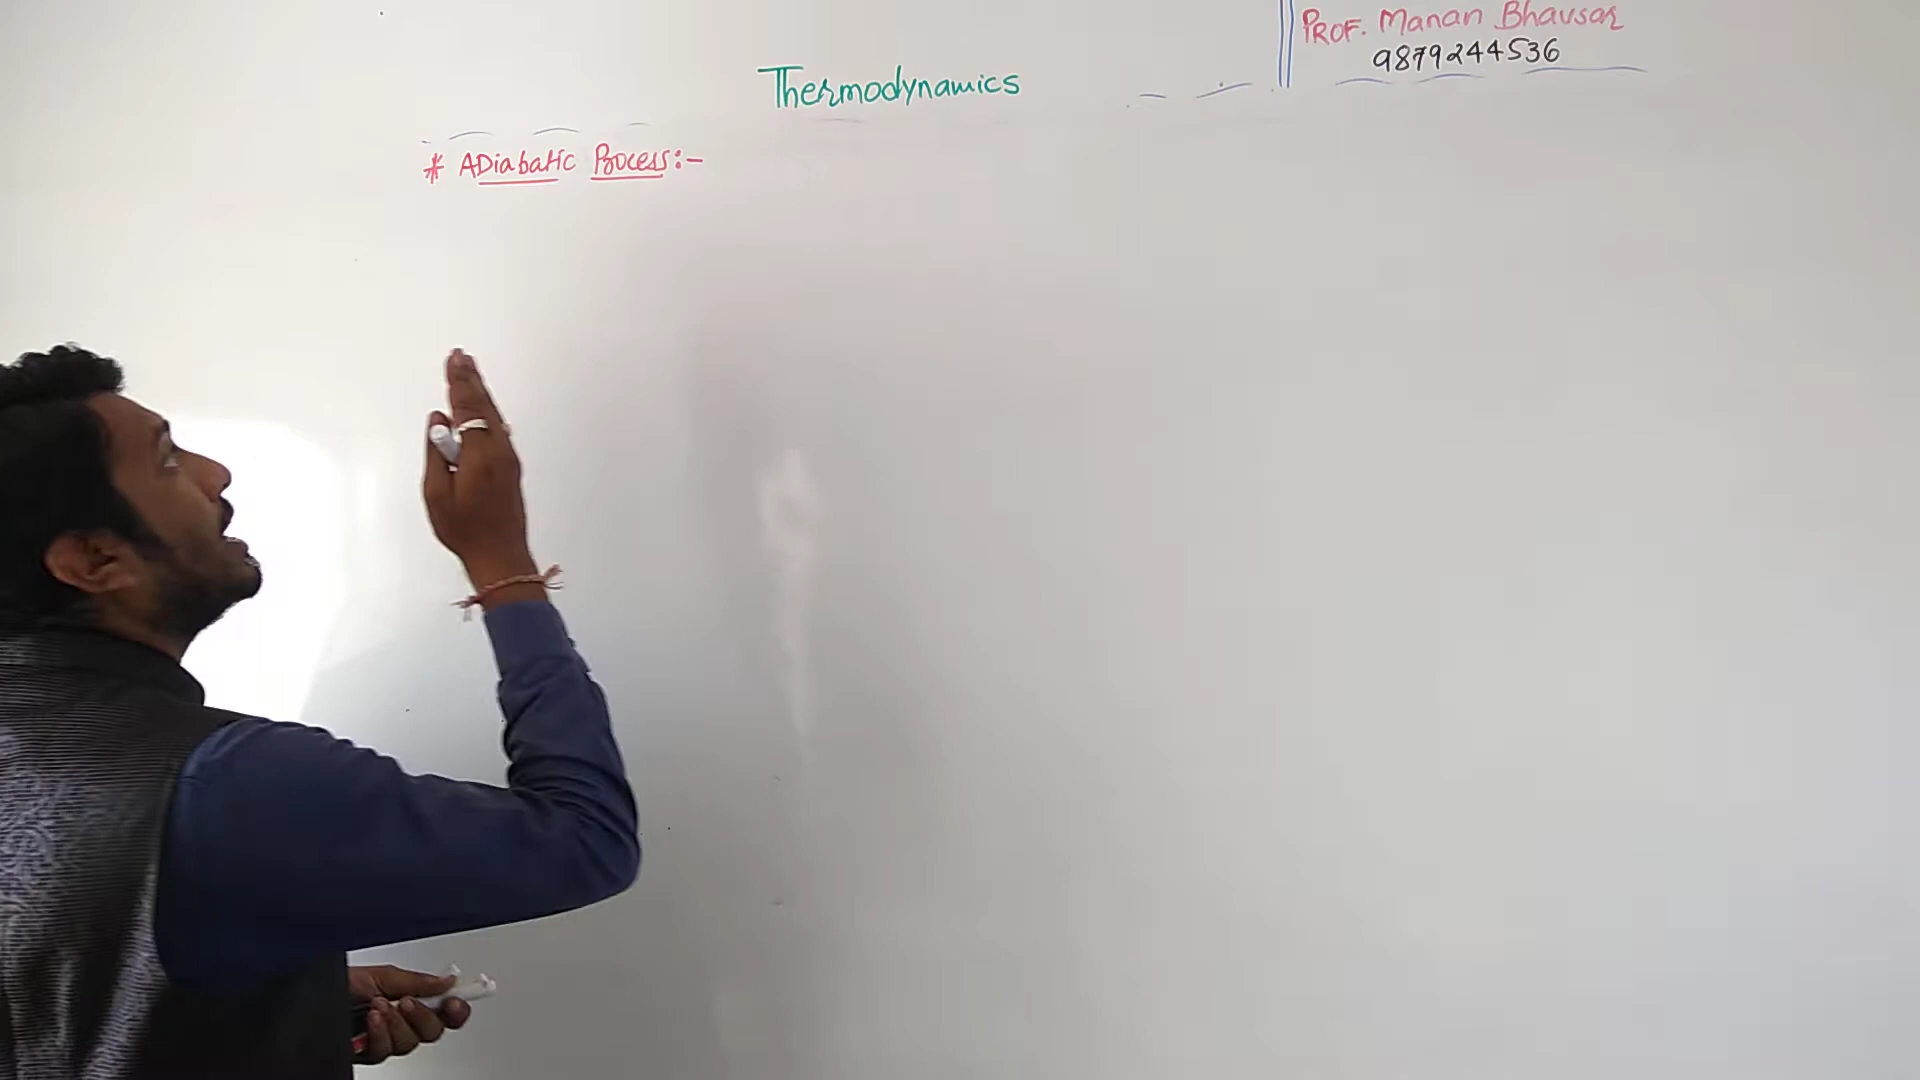 PROF. Manan Bhavsar
9879244536
Thermodynamics
* ADiabatic Process:-